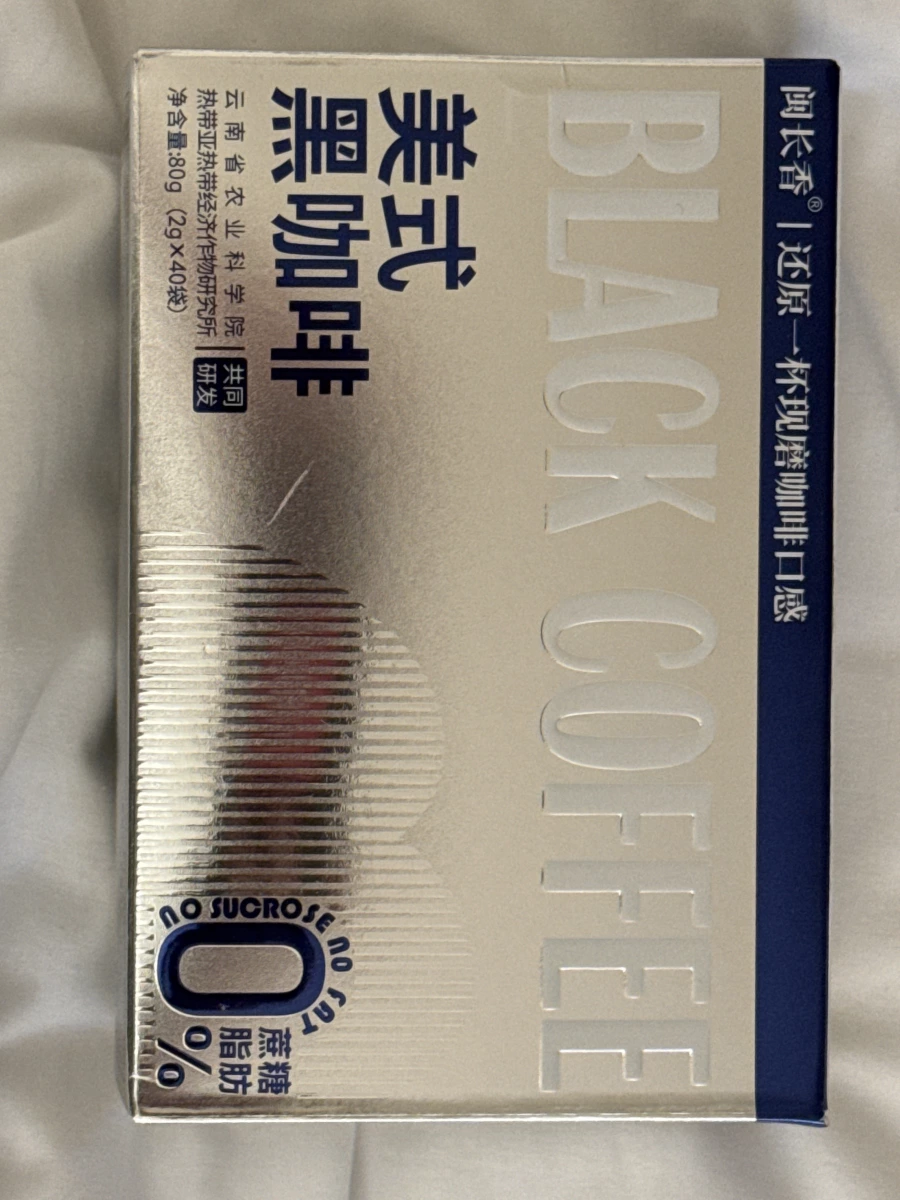 闽长香®|还原一杯现磨咖啡口感
BLACK COFFEE
美式
黑咖啡
云南省农业科学院
热带亚热带经济作物研究所
共同
研发
净含量:80g（2g×40袋）
NO SUCROSE NO FAT
0%
蔗糖
脂肪